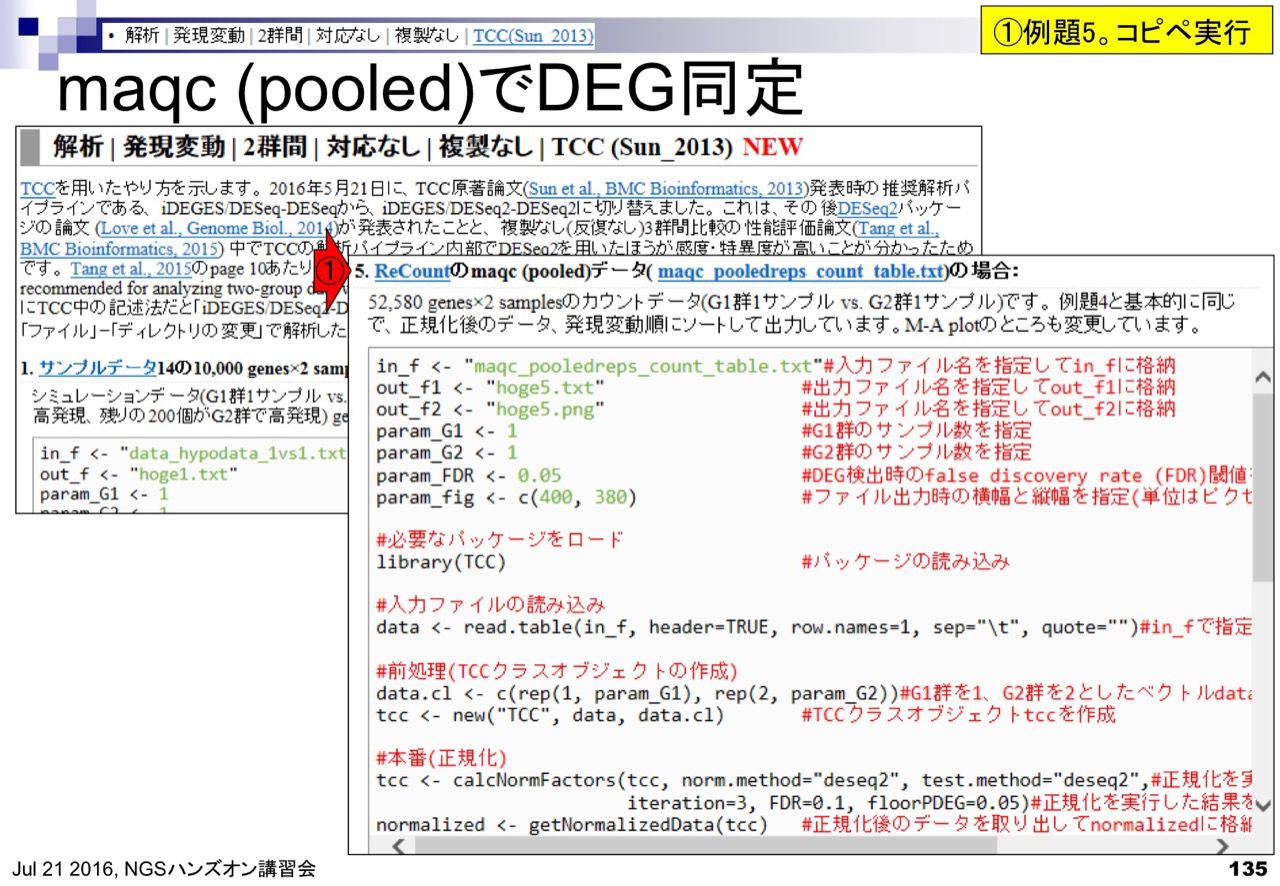 • 解析 | 発現変動 | 2群間 | 対応なし | 複製なし | TCC(Sun_2013)
①例題5。コピペ実行
maqc (pooled)でDEG同定
解析 | 発現変動 | 2群間 | 対応なし | 複製なし | TCC (Sun_2013) NEW
TCCを用いたやり方を示します。2016年5月21日に、TCC原著論文(Sun et al., BMC Bioinformatics, 2013)発表時の推奨解析パ
イプラインである、iDEGES/DESeq-DESeqから、iDEGES/DESeq2-DESeq2に切り替えました。これは、その後DESeq2パッケー
ジの論文 (Love et al., Genome Biol., 2014)が発表されたことと、複製なし(反復なし)3群間比較の性能評価論文(Tang et al.,
BMC Bioinformatics, 2015) 中でTCCの解析パイプライン内部でDESeq2を用いたほうが感度・特異度が高いことが分かったため
です。Tang et al., 2015のpage 10あたり
recommended for analyzing two-group d
にTCC中の記述法だと「iDEGES/DESeq2-D
「ファイル」−「ディレクトリの変更」で解析した
1. サンプルデータ14の10,000 genes×2 samp
シミュレーションデータ(G1群1サンプル vs.
高発現、残りの200個がG2群で高発現) ge
in_f <- "data_hypodata_1vs1.txt
out_f <- "hoge1.txt"
param_G1 <- 1
param_G2 <- 1
①
5. ReCountのmaqc (pooled)データ( maqc_pooledreps_count_table.txt)の場合:
52,580 genes×2 samplesのカウントデータ(G1群1サンプル vs. G2群1サンプル)です。例題4と基本的に同じ
で、正規化後のデータ、発現変動順にソートして出力しています。M-A plotのところも変更しています。
in_f <- "maqc_pooledreps_count_table.txt"#入力ファイル名を指定してin_fに格納
out_f1 <- "hoge5.txt" #出力ファイル名を指定してout_f1に格納
out_f2 <- "hoge5.png" #出力ファイル名を指定してout_f2に格納
param_G1 <- 1 #G1群のサンプル数を指定
param_G2 <- 1 #G2群のサンプル数を指定
param_FDR <- 0.05 #DEG検出時のfalse discovery rate (FDR)閾値
param_fig <- c(400, 380) #ファイル出力時の横幅と縦幅を指定(単位はピクセ
#必要なパッケージをロード
library(TCC) #パッケージの読み込み
#入力ファイルの読み込み
data <- read.table(in_f, header=TRUE, row.names=1, sep="\t", quote="")#in_fで指定
#前処理(TCCクラスオブジェクトの作成)
data.cl <- c(rep(1, param_G1), rep(2, param_G2))#G1群を1、G2群を2としたベクトルdata
tcc <- new("TCC", data, data.cl) #TCCクラスオブジェクトtccを作成
#本番(正規化)
tcc <- calcNormFactors(tcc, norm.method="deseq2", test.method="deseq2",#正規化を実
iteration=3, FDR=0.1, floorPDEG=0.05)#正規化を実行した結果を
normalized <- getNormalizedData(tcc) #正規化後のデータを取り出してnormalizedに格納
Jul 21 2016, NGSハンズオン講習会
135